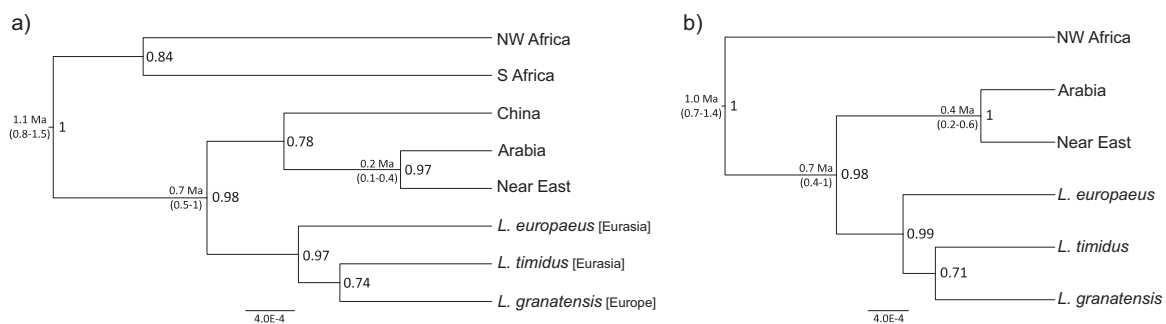 a)
NW Africa
0.84
S Africa
1.1 Ma
(0.8-1.5)
1
China
0.78
Arabia
0.2 Ma
(0.1-0.4)
0.97
Near East
0.7 Ma
(0.5-1)
0.98
L. europaeus [Eurasia]
0.97
L. timidus [Eurasia]
0.74
L. granatensis [Europe]
4.0E-4
b)
NW Africa
1.0 Ma
(0.7-1.4)
1
Arabia
0.4 Ma
(0.2-0.6)
1
Near East
0.7 Ma
(0.4-1)
0.98
L. europaeus
0.99
L. timidus
0.71
L. granatensis
4.0E-4